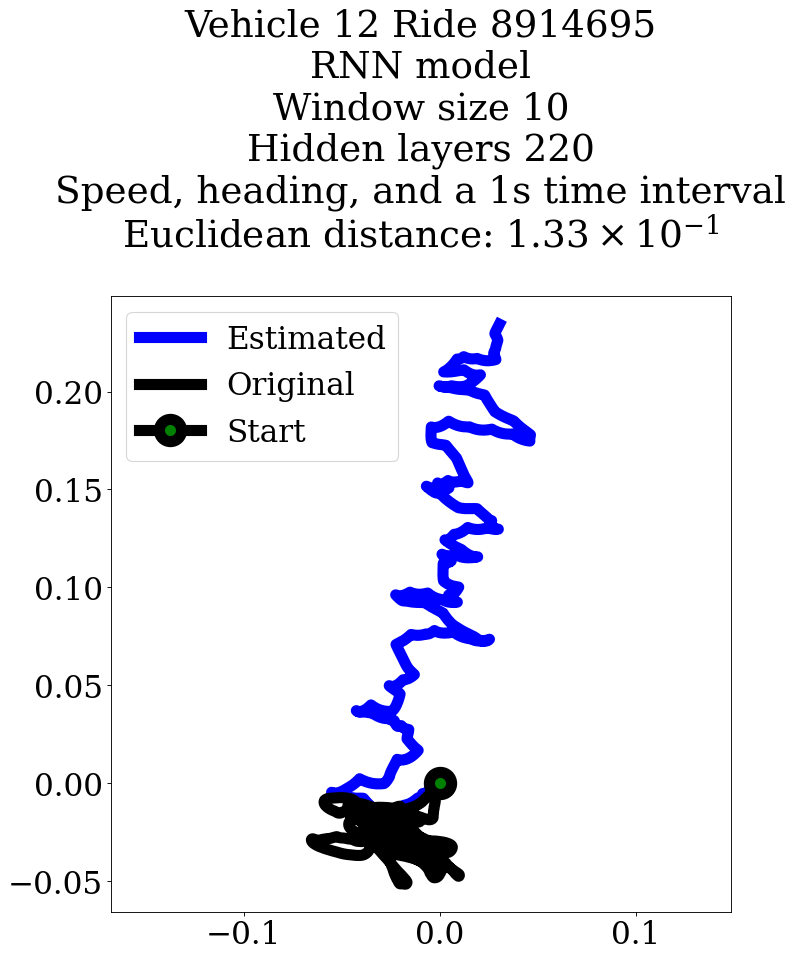 Vehicle 12 Ride 8914695
RNN model
Window size 10
Hidden layers 220
Speed, heading, and a 1s time interval
Euclidean distance: 1.33 × 10⁻¹
Estimated
Original
Start
0.20
0.15
0.10
0.05
0.00
−0.05
−0.1
0.0
0.1